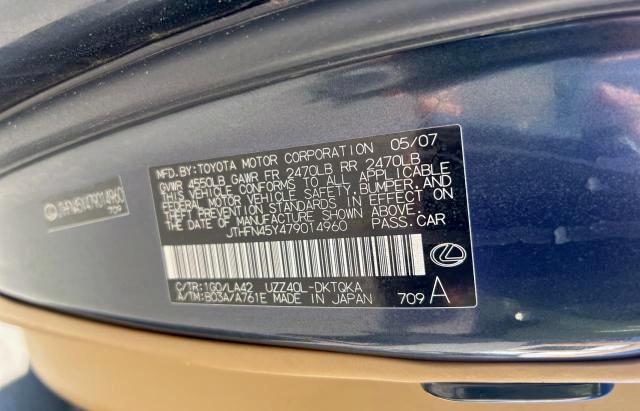 MFD.BY:TOYOTA MOTOR CORPORATION 05/07
GVWR 4550LB GAWR FR 2470LB RR 2470LB
THIS VEHICLE CONFORMS TO ALL APPLICABLE
FEDERAL MOTOR VEHICLE SAFETY, BUMPER, AND
THEFT PREVENTION STANDARDS IN EFFECT ON
THE DATE OF MANUFACTURE SHOWN ABOVE.
JTHFN45Y479014960 PASS.CAR
C/TR:1G0/LA42 UZZ40L-DKTQKA
A/TM:B03A/A761E MADE IN JAPAN 709 A
JTHFN45Y479014960